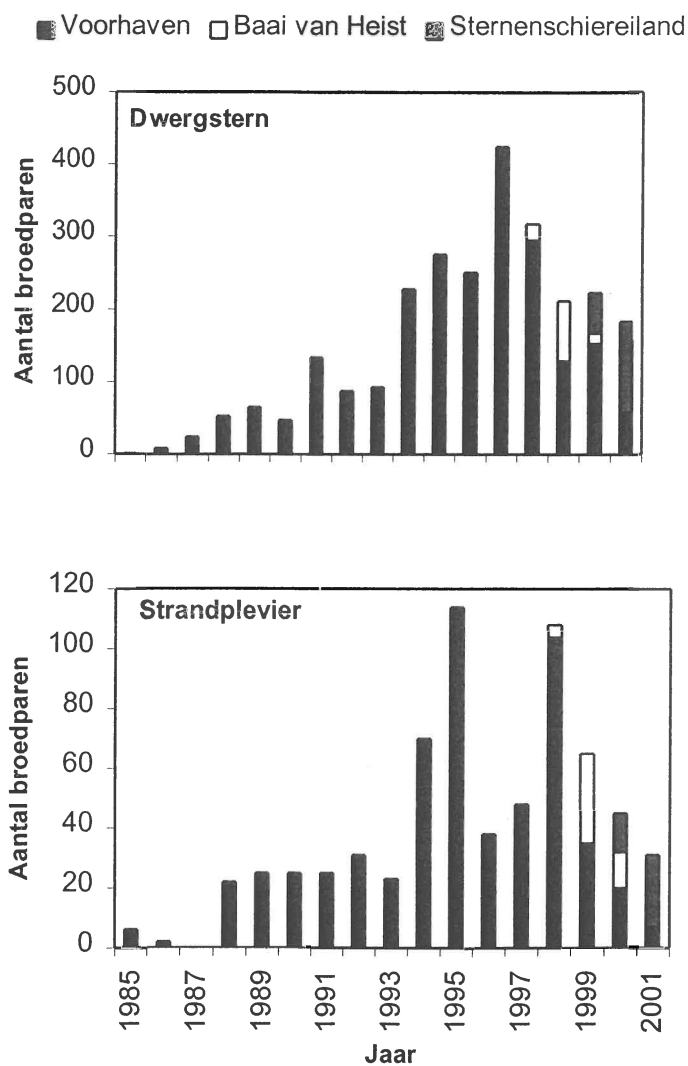 Voorhaven Baai van Heist Sternenschiereiland
500
Dwergstern
400
300
200
100
0
Aantal broedparen
120
Strandplevier
100
80
60
40
20
0
Aantal broedparen
1985 1987 1989 1991 1993 1995 1997 1999 2001
Jaar